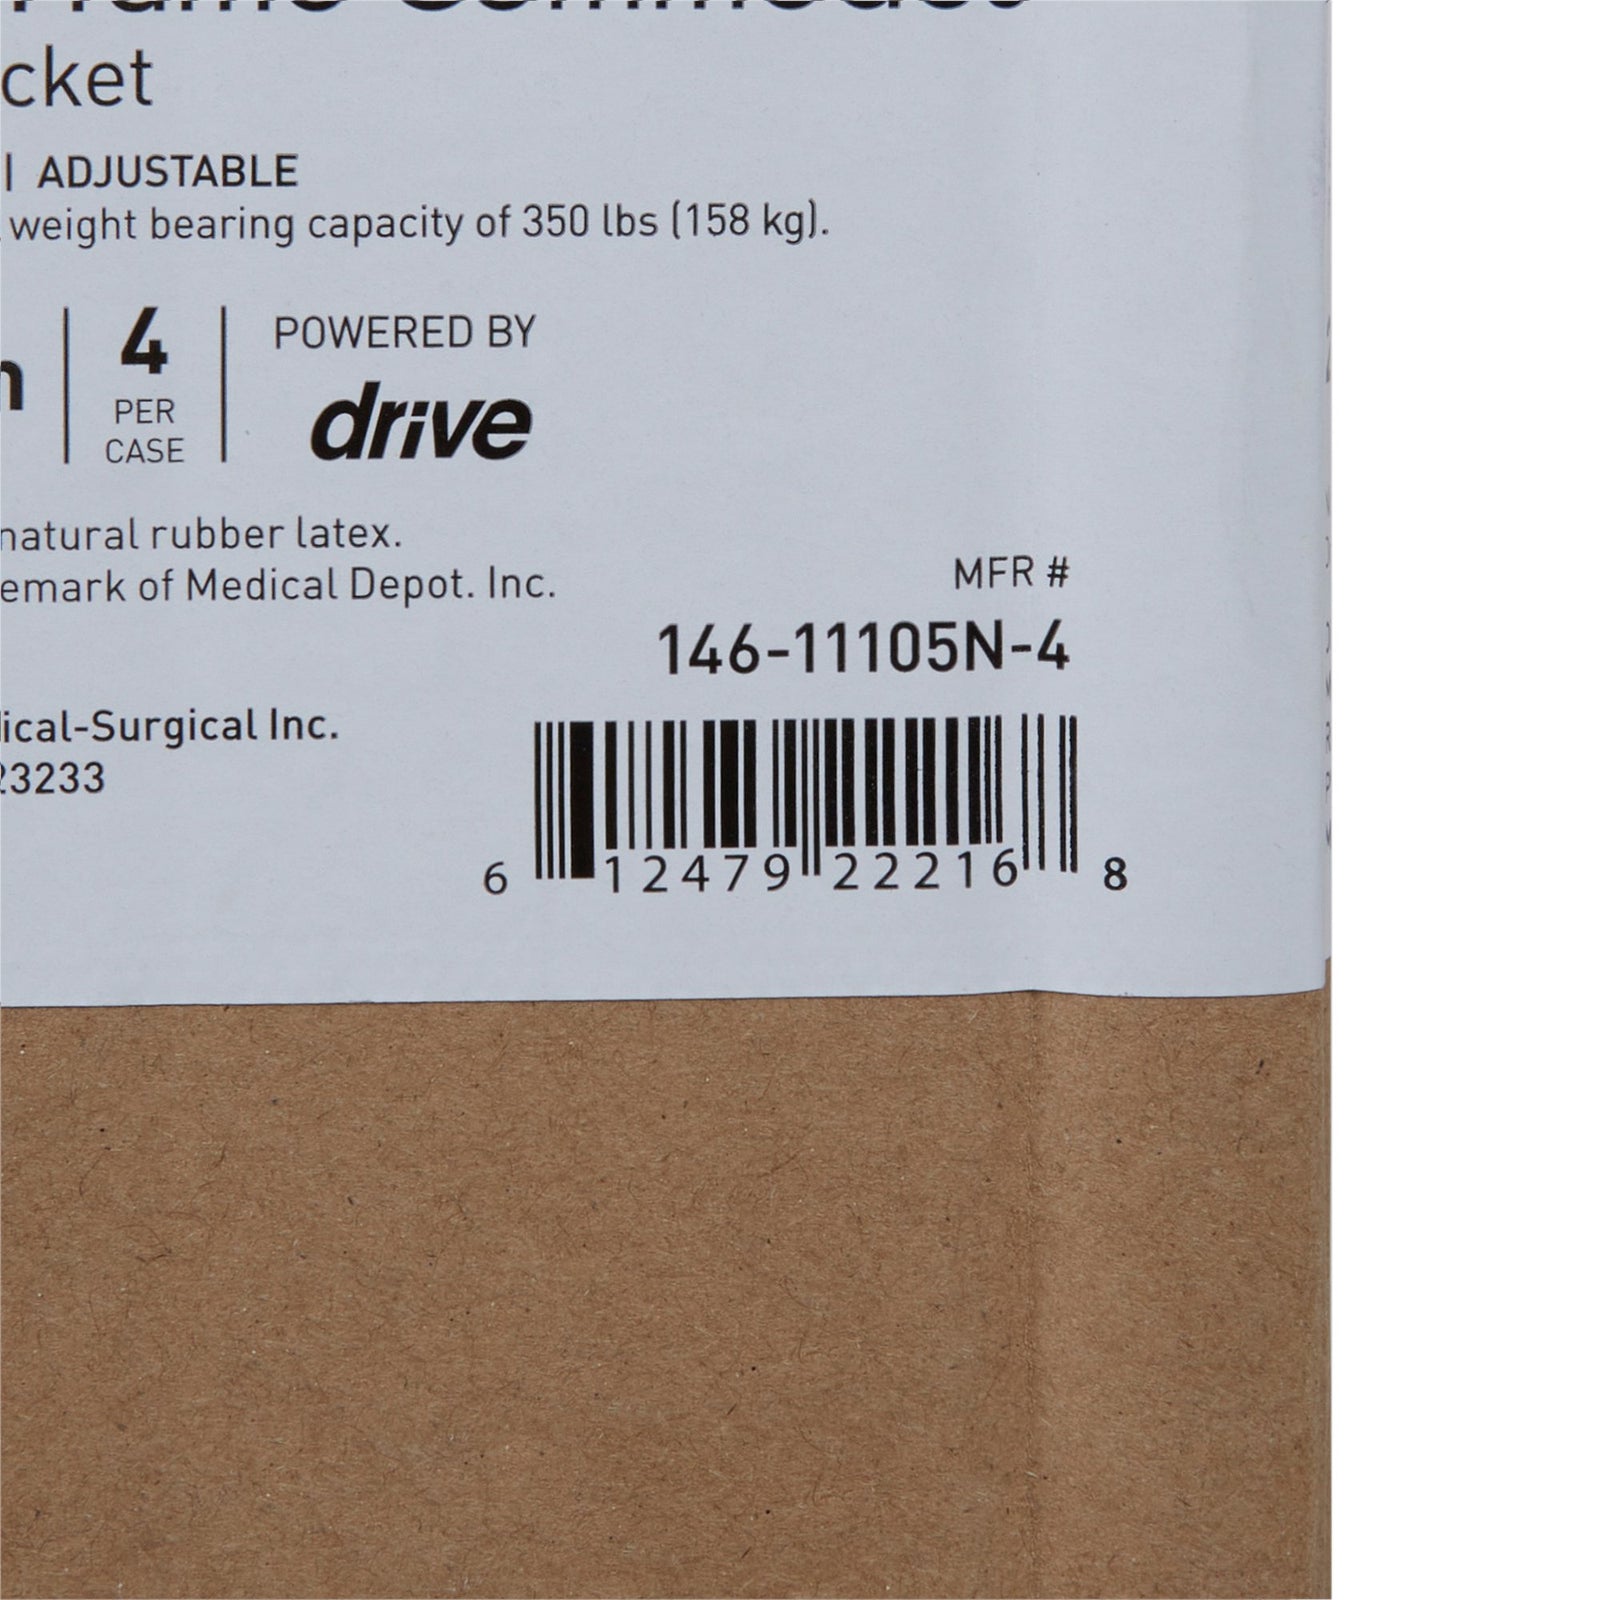 cket
| ADJUSTABLE
weight bearing capacity of 350 lbs (158 kg).
4
PER
CASE
POWERED BY
drive
natural rubber latex.
emark of Medical Depot. Inc.
MFR #
146-11105N-4
ical-Surgical Inc.
23233
6 12479 22216 8